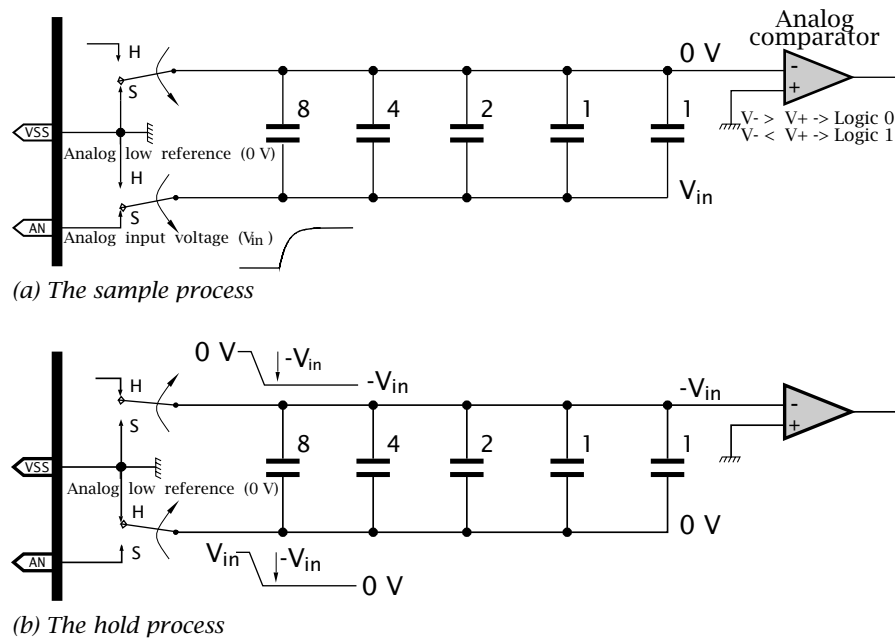 Analog
comparator
H
0 V
-
+
S
8
4
2
1
1
VSS
V- > V+ -> Logic 0
V- < V+ -> Logic 1
Analog low reference (0 V)
H
Vin
S
AN
Analog input voltage (Vin)
(a) The sample process
0 V
-Vin
H
-Vin
-Vin
-
+
S
8
4
2
1
1
VSS
Analog low reference (0 V)
H
0 V
S
Vin
-Vin
AN
0 V
(b) The hold process